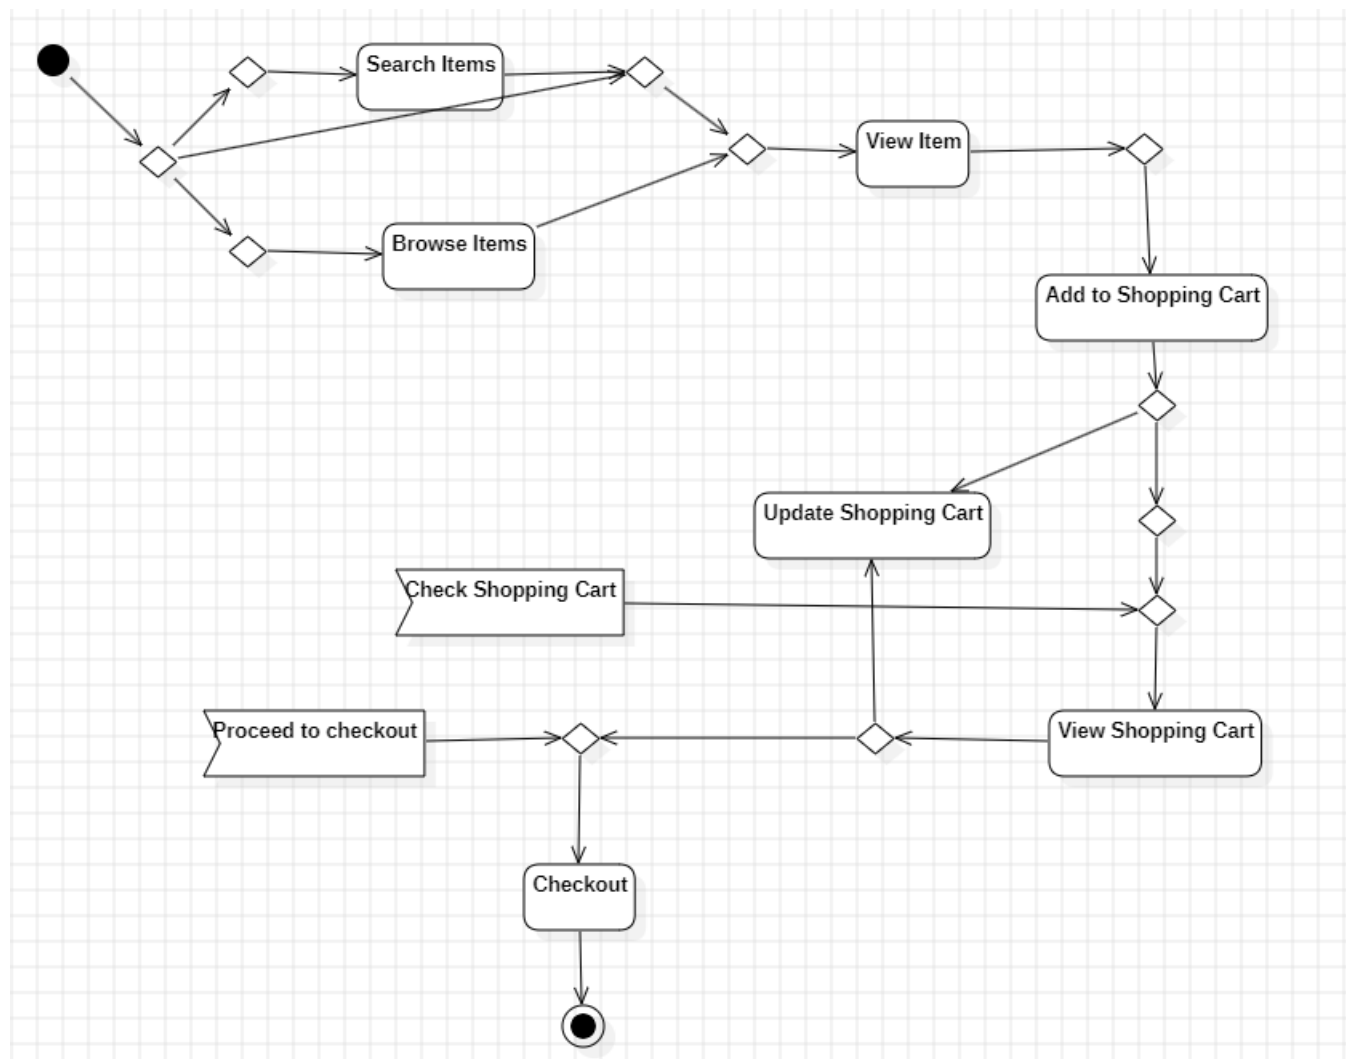 Search Items
View Item
Browse Items
Add to Shopping Cart
Update Shopping Cart
Check Shopping Cart
Proceed to checkout
View Shopping Cart
Checkout